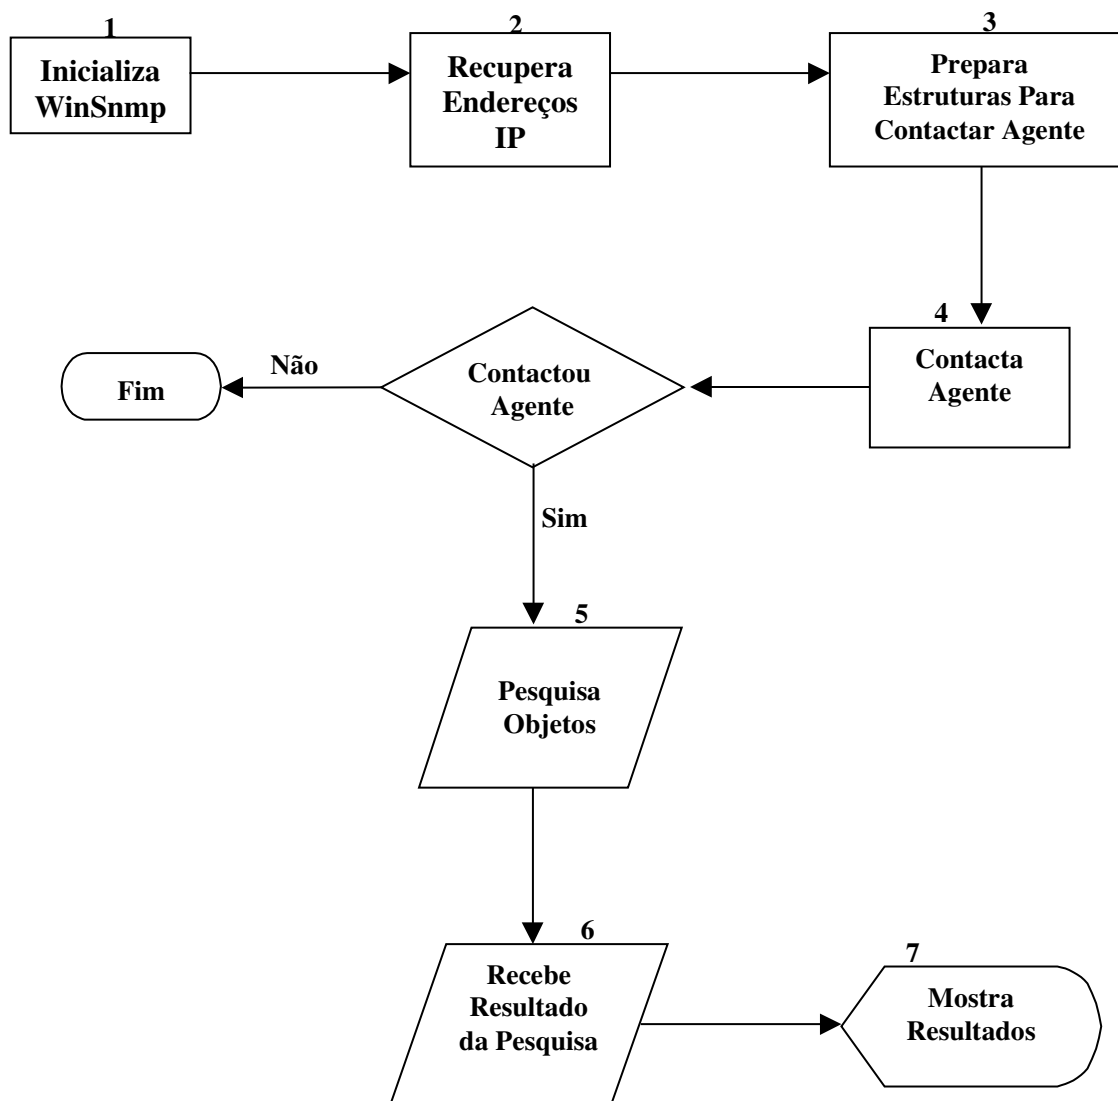 1
Inicializa
WinSnmp
2
Recupera
Endereços
IP
3
Prepara
Estruturas Para
Contactar Agente
4
Contacta
Agente
Contactou
Agente
Não
Fim
Sim
5
Pesquisa
Objetos
6
Recebe
Resultado
da Pesquisa
7
Mostra
Resultados